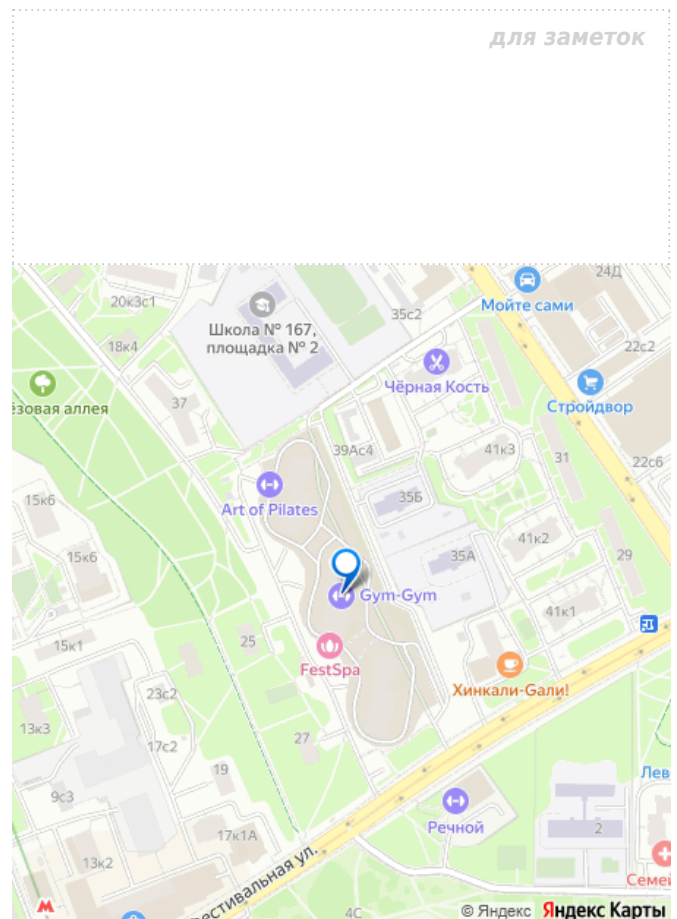 для заметок
24Д
Мойте сами
20к3с1
35с2
Школа № 167,
площадка № 2
18к4
22с2
Чёрная Кость
Стройдвор
37
ёзовая аллея
39Ас4
41к3
31
22с6
Art of Pilates
35Б
15к6
41к2
15к6
35А
29
Gym-Gym
41к1
25
15к1
FestSpa
Хинкали-Gали!
23с2
13к3
17с2
27
19
Лев
9с3
Речной
2
17к1А
13к2
естивальная ул.
Семей
4С
© Яндекс
Яндекс Карты